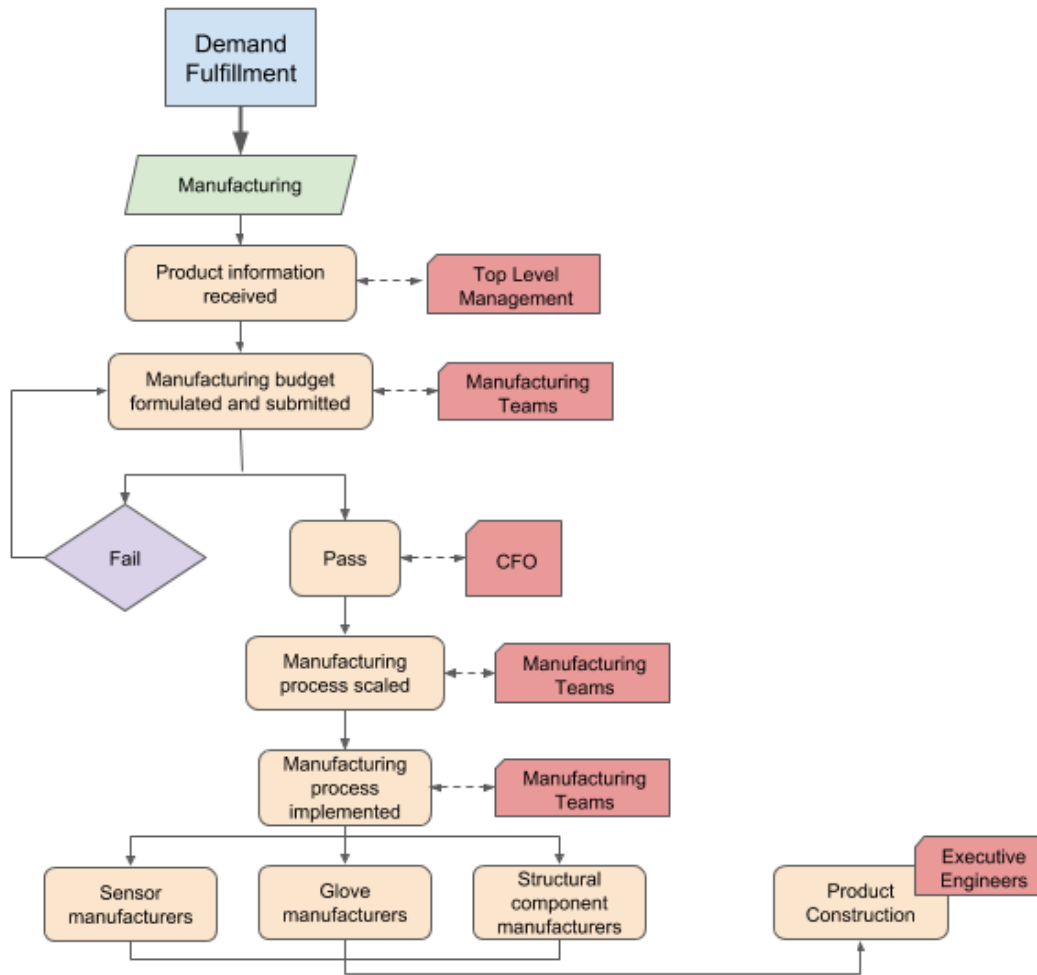 Demand
Fulfillment
Manufacturing
Product information
received
Top Level
Management
Manufacturing budget
formulated and submitted
Manufacturing
Teams
Fail
Pass
CFO
Manufacturing
process scaled
Manufacturing
Teams
Manufacturing
process
implemented
Manufacturing
Teams
Sensor
manufacturers
Glove
manufacturers
Structural
component
manufacturers
Product
Construction
Executive
Engineers